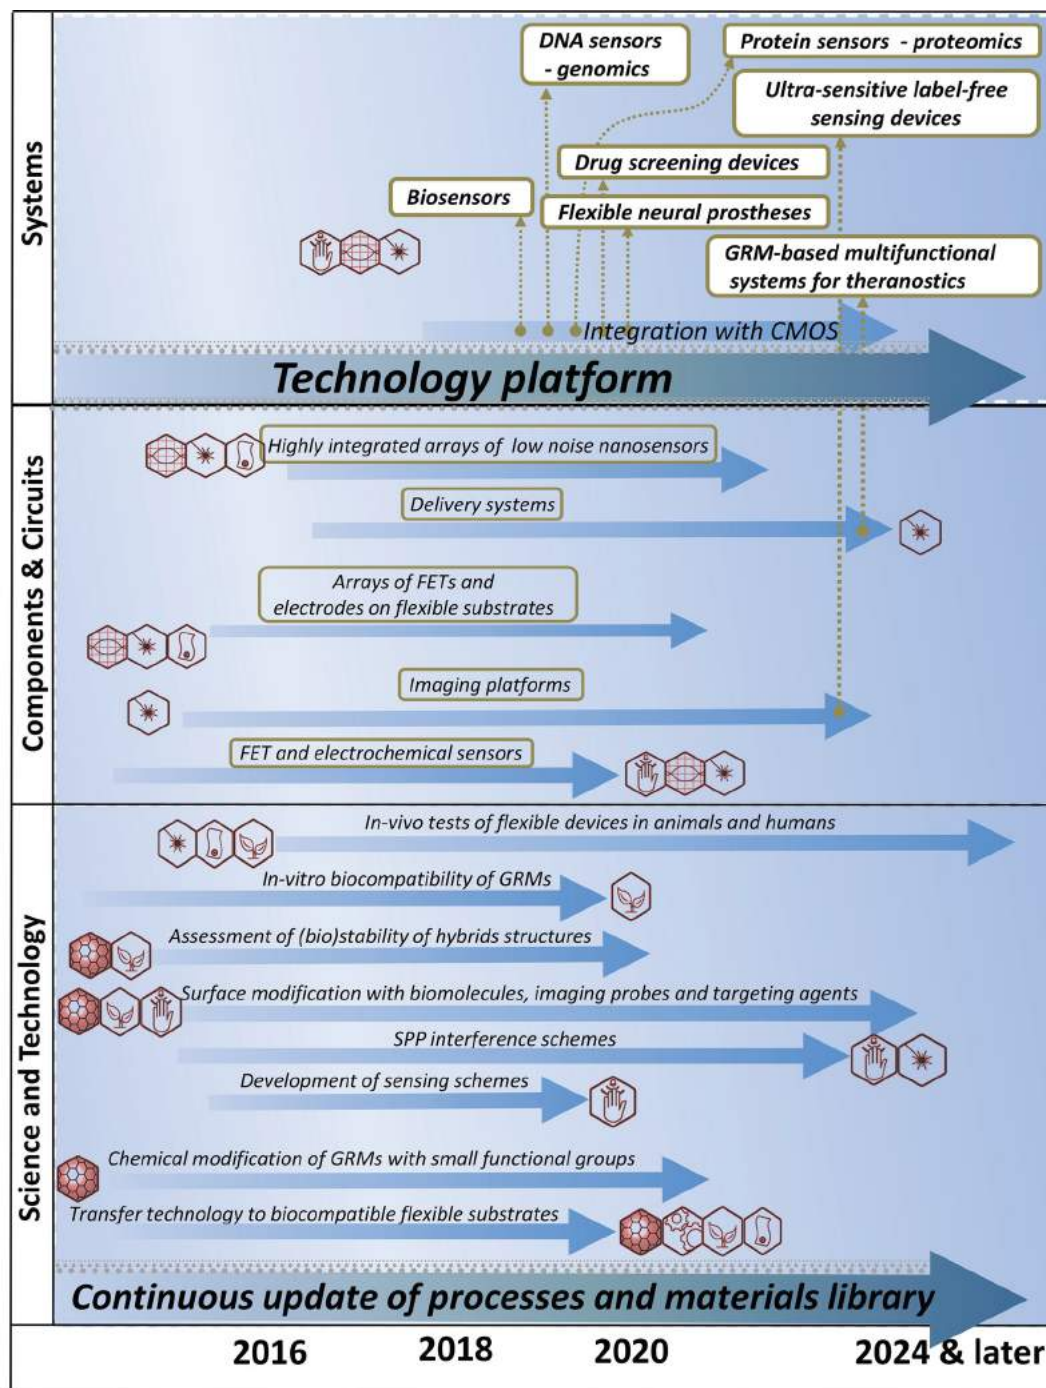 Systems
DNA sensors
- genomics
Protein sensors - proteomics
Ultra-sensitive label-free
sensing devices
Drug screening devices
Biosensors
Flexible neural prostheses
GRM-based multifunctional
systems for theranostics
Integration with CMOS
Technology platform
Components & Circuits
Highly integrated arrays of low noise nanosensors
Delivery systems
Arrays of FETs and
electrodes on flexible substrates
Imaging platforms
FET and electrochemical sensors
Science and Technology
In-vivo tests of flexible devices in animals and humans
In-vitro biocompatibility of GRMs
Assessment of (bio)stability of hybrids structures
Surface modification with biomolecules, imaging probes and targeting agents
SPP interference schemes
Development of sensing schemes
Chemical modification of GRMs with small functional groups
Transfer technology to biocompatible flexible substrates
Continuous update of processes and materials library
2016 2018 2020 2024 & later